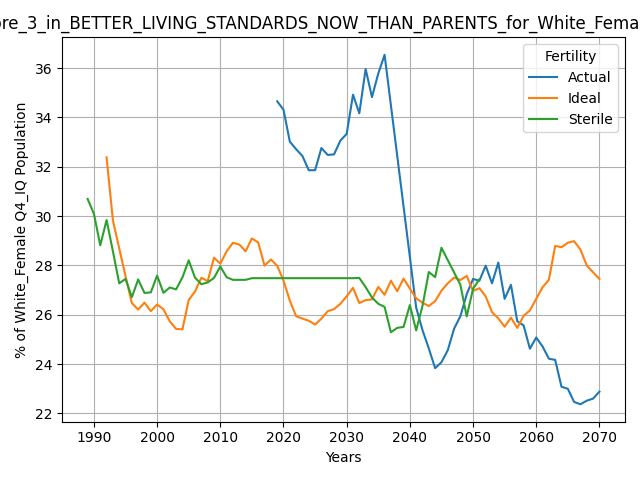 ore_3_in_BETTER_LIVING_STANDARDS_NOW_THAN_PARENTS_for_White_Fema
Fertility
Actual
Ideal
Sterile
% of White_Female Q4_IQ Population
36
34
32
30
28
26
24
22
1990
2000
2010
2020
2030
2040
2050
2060
2070
Years